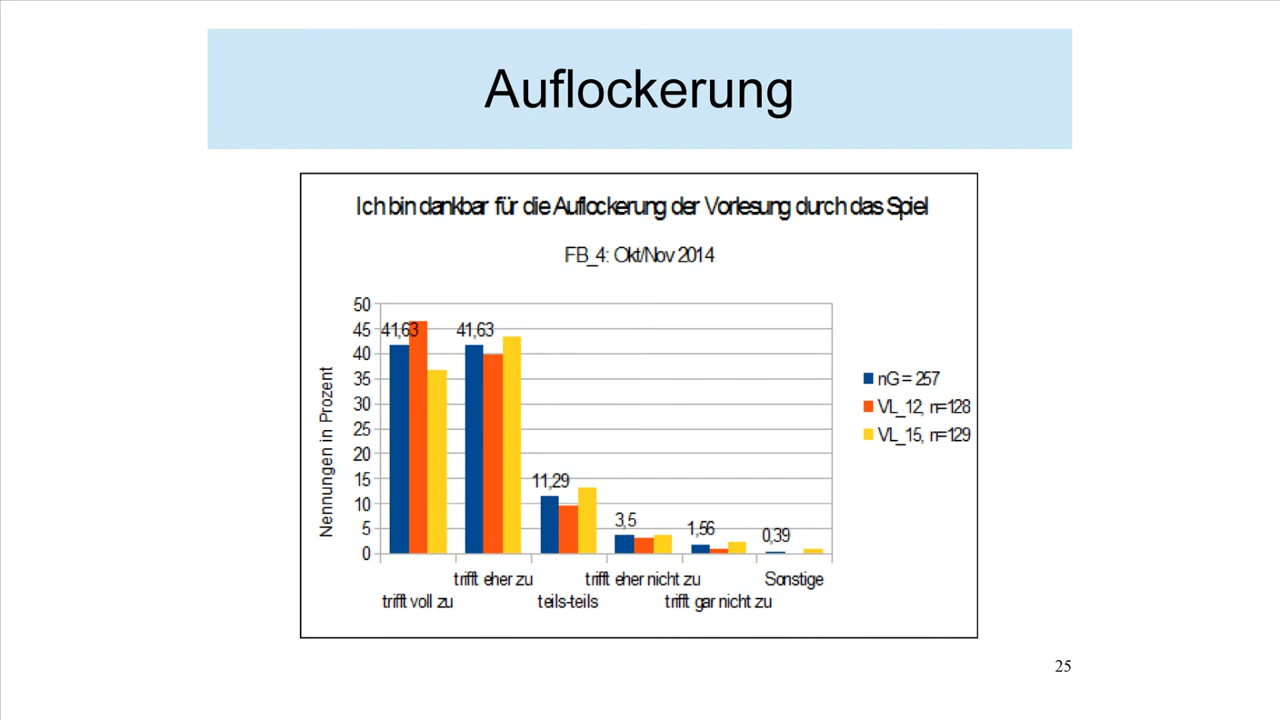 Auflockerung
Ich bin dankbar für die Auflockerung der Vorlesung durch das Spiel
FB_4: Okt/Nov 2014
Nennungen in Prozent
50
45
40
35
30
25
20
15
10
5
0
41,63
41,63
11,29
3,5
1,56
0,39
trifft voll zu
trifft eher zu
teils-teils
trifft eher nicht zu
trifft gar nicht zu
Sonstige
nG = 257
VL_12, n=128
VL_15, n=129
25